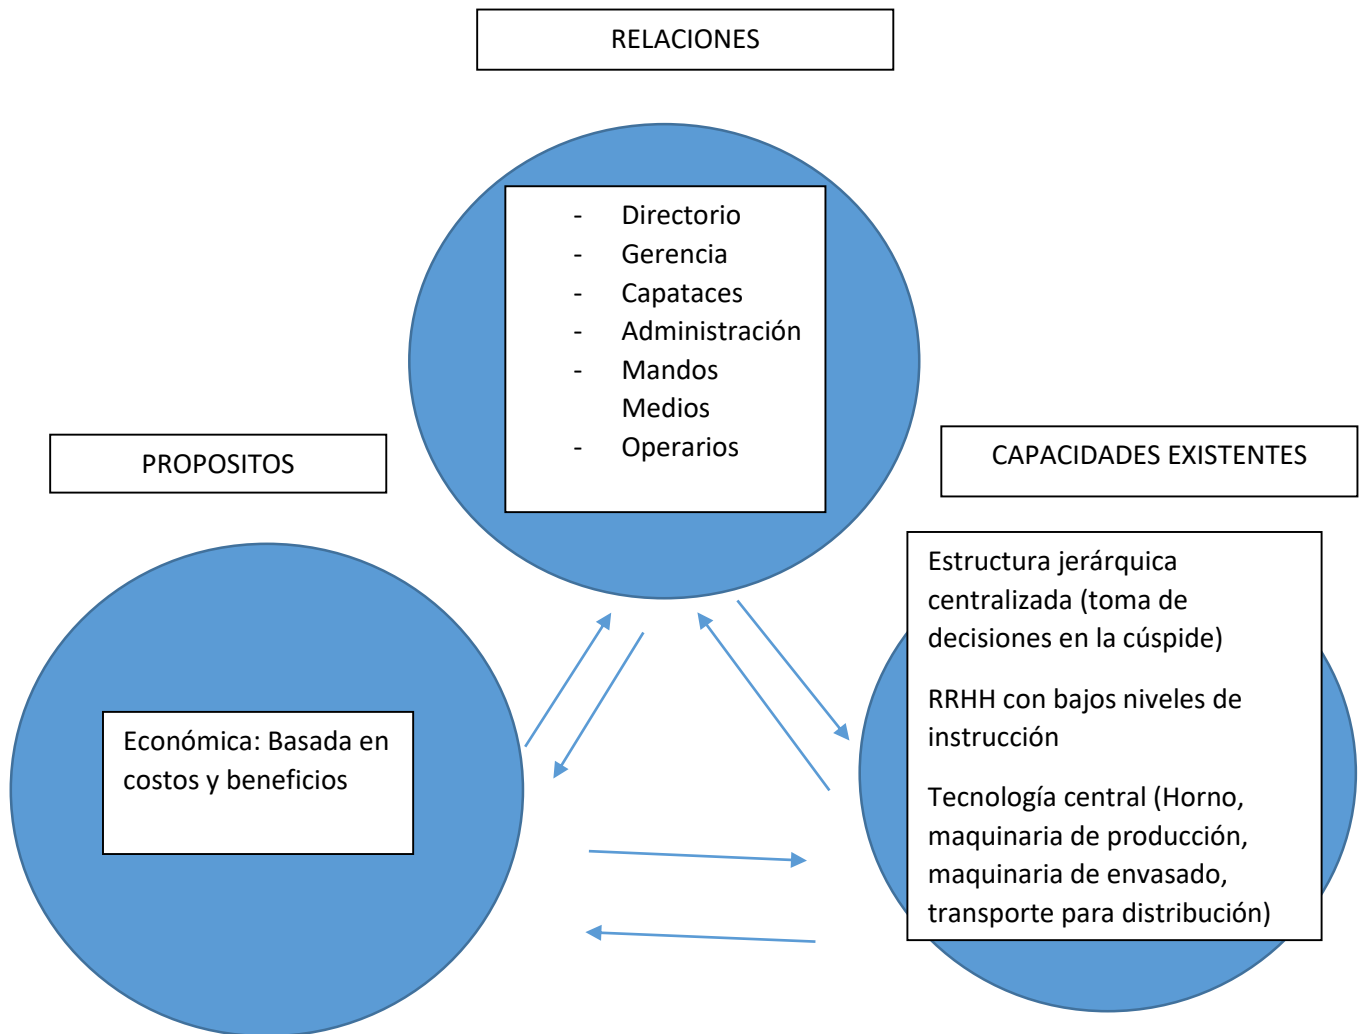 RELACIONES
- Directorio
- Gerencia
- Capataces
- Administración
- Mandos
Medios
- Operarios
PROPOSITOS
CAPACIDADES EXISTENTES
Económica: Basada en
costos y beneficios
Estructura jerárquica
centralizada (toma de
decisiones en la cúspide)
RRHH con bajos niveles de
instrucción
Tecnología central (Horno,
maquinaria de producción,
maquinaria de envasado,
transporte para distribución)